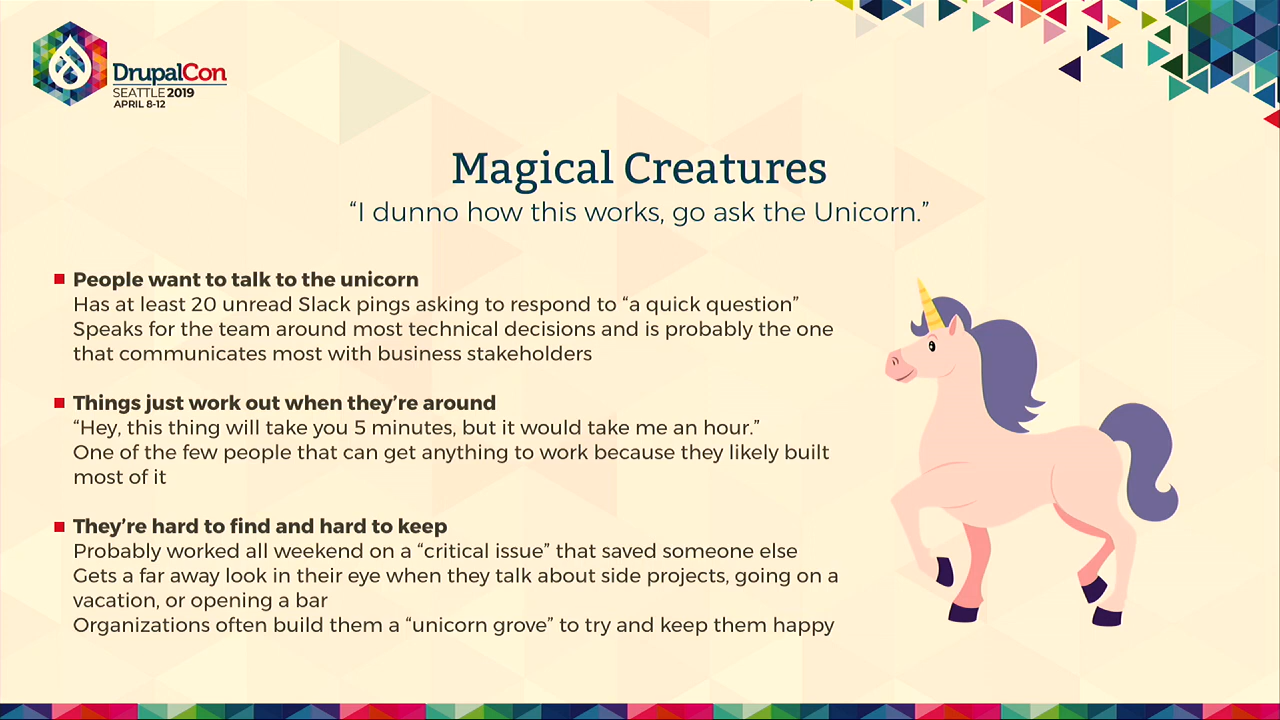 DrupalCon
SEATTLE 2019
APRIL 8-12
Magical Creatures
“I dunno how this works, go ask the Unicorn.”
People want to talk to the unicorn
Has at least 20 unread Slack pings asking to respond to “a quick question”
Speaks for the team around most technical decisions and is probably the one
that communicates most with business stakeholders
Things just work out when they’re around
“Hey, this thing will take you 5 minutes, but it would take me an hour.”
One of the few people that can get anything to work because they likely built
most of it
They’re hard to find and hard to keep
Probably worked all weekend on a “critical issue” that saved someone else
Gets a far away look in their eye when they talk about side projects, going on a
vacation, or opening a bar
Organizations often build them a “unicorn grove” to try and keep them happy